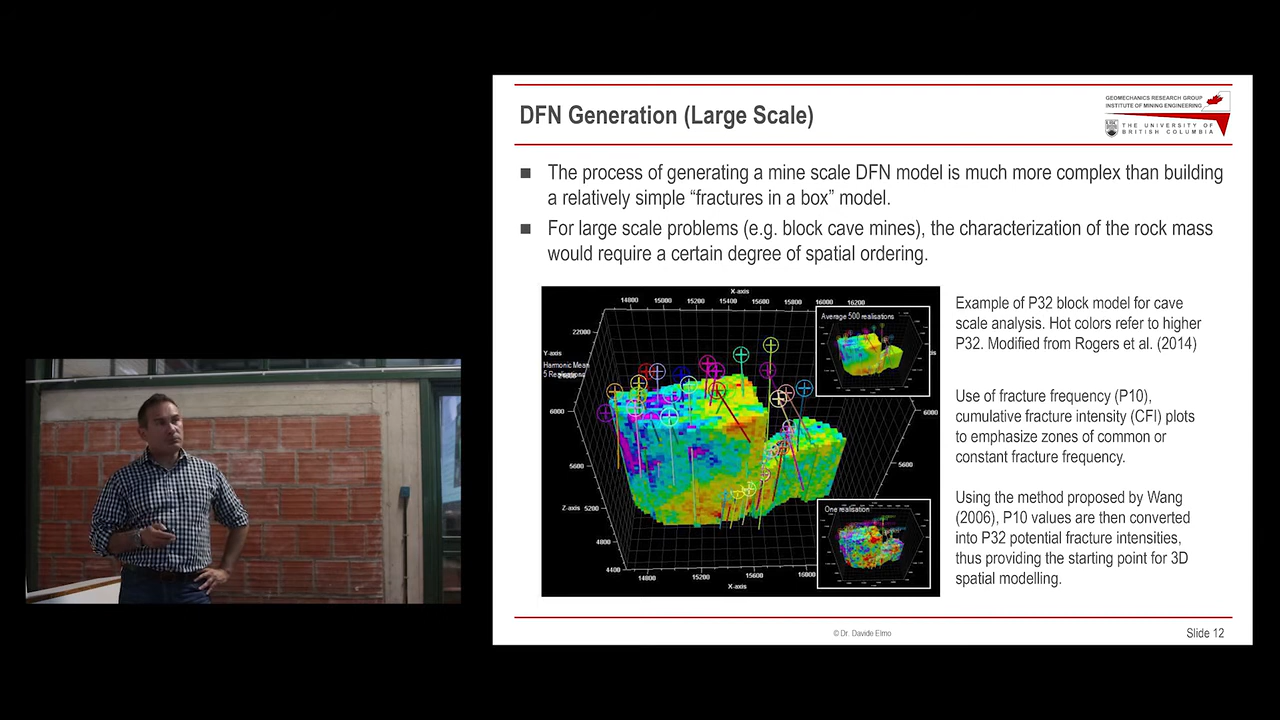 DFN Generation (Large Scale)
GEOMECHANICS RESEARCH GROUP
INSTITUTE OF MINING ENGINEERING
THE UNIVERSITY OF
BRITISH COLUMBIA
■ The process of generating a mine scale DFN model is much more complex than building
a relatively simple “fractures in a box” model.
■ For large scale problems (e.g. block cave mines), the characterization of the rock mass
would require a certain degree of spatial ordering.
X-axis
14800 15000 15200 15400 15600 15800 16000 16200
22000
Average 500 realisations
Y-axis
Harmonic Mean
5 Realisations
6000
6000
5600
5600
Z-axis 5200
One realisation
4800
4400
14800 15200 15600 16000
X-axis
Example of P32 block model for cave
scale analysis. Hot colors refer to higher
P32. Modified from Rogers et al. (2014)
Use of fracture frequency (P10),
cumulative fracture intensity (CFI) plots
to emphasize zones of common or
constant fracture frequency.
Using the method proposed by Wang
(2006), P10 values are then converted
into P32 potential fracture intensities,
thus providing the starting point for 3D
spatial modelling.
© Dr. Davide Elmo
Slide 12